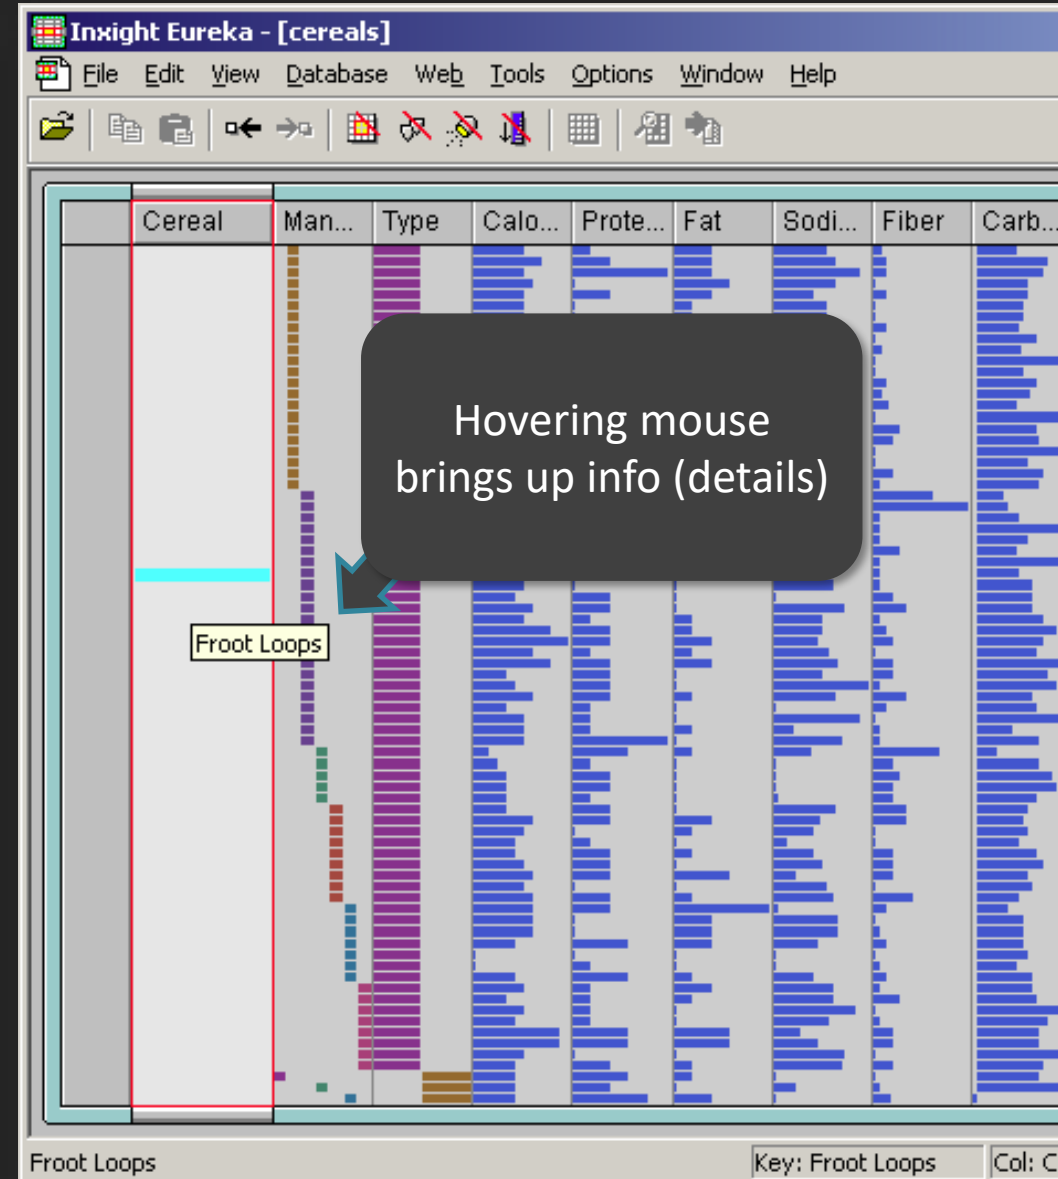 Inxight Eureka - [cereals]
File Edit View Database Web Tools Options Window Help
Cereal Man... Type Calo... Prote... Fat Sodi... Fiber Carb...
Hovering mouse
brings up info (details)
Froot Loops
Froot Loops Key: Froot Loops Col: C